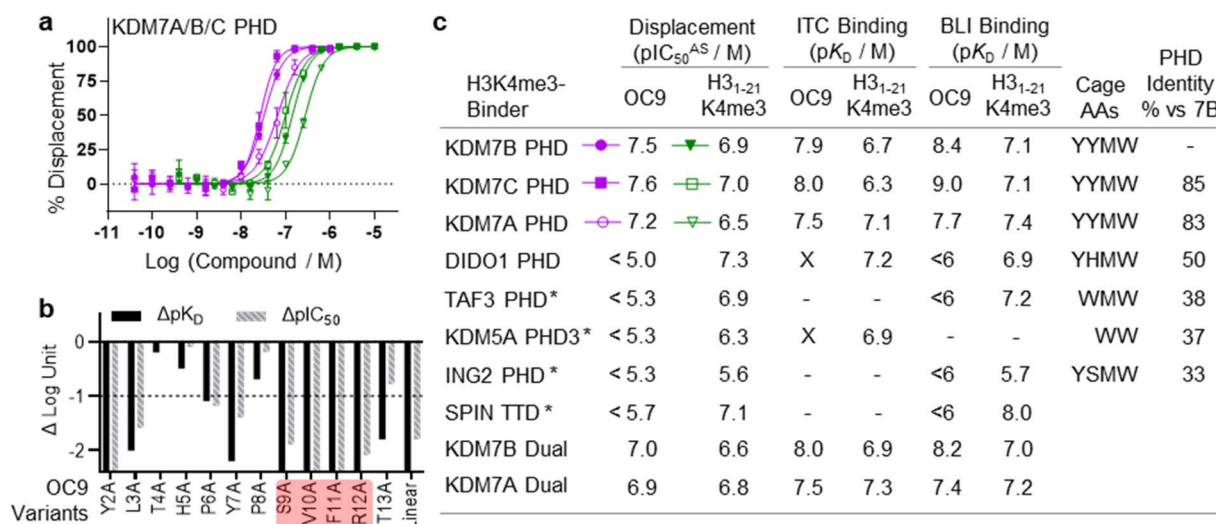 a
KDM7A/B/C PHD
% Displacement
100
75
50
25
0
-11 -10 -9 -8 -7 -6 -5
Log (Compound / M)
b
ΔpK_D ΔpIC₅₀
Δ Log Unit
0
-1
-2
OC9 Variants
Y2A L3A T4A H5A P6A Y7A P8A S9A V10A F11A R12A T13A Linear
c
Displacement (pIC₅₀ᴬˢ / M) ITC Binding (pK_D / M) BLI Binding (pK_D / M)
H3K4me3-Binder OC9 H3₁₋₂₁ K4me3 OC9 H3₁₋₂₁ K4me3 OC9 H3₁₋₂₁ K4me3 Cage AAs PHD Identity % vs 7B
KDM7B PHD 7.5 6.9 7.9 6.7 8.4 7.1 YYMW -
KDM7C PHD 7.6 7.0 8.0 6.3 9.0 7.1 YYMW 85
KDM7A PHD 7.2 6.5 7.5 7.1 7.7 7.4 YYMW 83
DIDO1 PHD <5.0 7.3 X 7.2 <6 6.9 YHMW 50
TAF3 PHD* <5.3 6.9 - - <6 7.2 WMW 38
KDM5A PHD3* <5.3 6.3 X 6.9 - - WW 37
ING2 PHD* <5.3 5.6 - - <6 5.7 YSMW 33
SPIN TTD* <5.7 7.1 - - <6 8.0
KDM7B Dual 7.0 6.6 8.0 6.9 8.2 7.0
KDM7A Dual 6.9 6.8 7.5 7.3 7.4 7.2